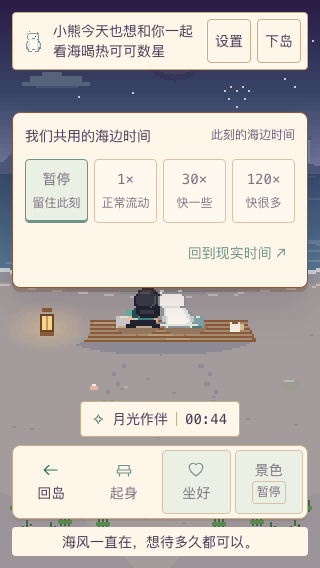 小熊今天也想和你一起
看海喝热可可数星
设置
下岛
我们共用的海边时间
此刻的海边时间
暂停
留住此刻
1×
正常流动
30×
快一些
120×
快很多
回到现实时间 ↗
✧ 月光作伴 | 00:44
回岛
起身
坐好
景色
暂停
海风一直在，想待多久都可以。